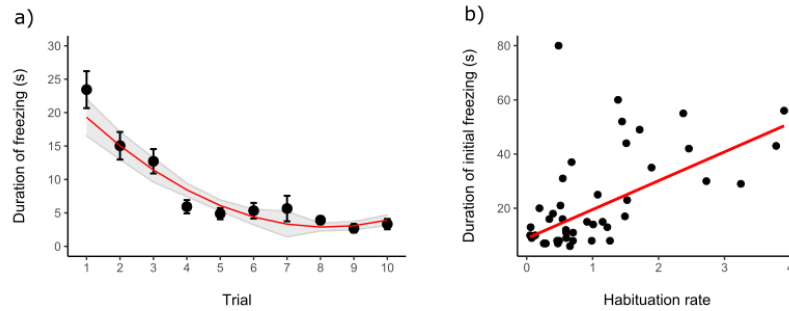 a)
Duration of freezing (s)
30
25
20
15
10
5
0
1 2 3 4 5 6 7 8 9 10
Trial
b)
Duration of initial freezing (s)
80
60
40
20
0 1 2 3 4
Habituation rate